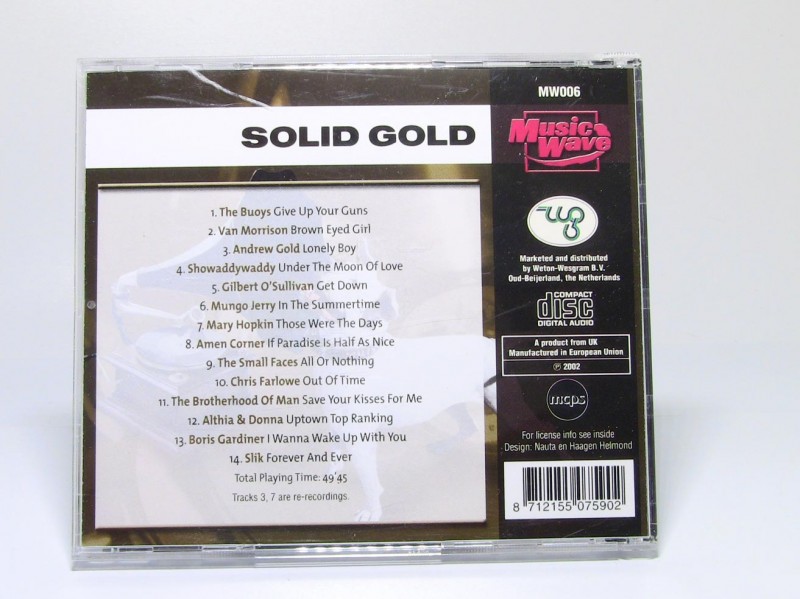 SOLID GOLD
1. The Buoys Give Up Your Guns
2. Van Morrison Brown Eyed Girl
3. Andrew Gold Lonely Boy
4. Showaddywaddy Under The Moon Of Love
5. Gilbert O'Sullivan Get Down
6. Mungo Jerry In The Summertime
7. Mary Hopkin Those Were The Days
8. Amen Corner If Paradise Is Half As Nice
9. The Small Faces All Or Nothing
10. Chris Farlowe Out Of Time
11. The Brotherhood Of Man Save Your Kisses For Me
12. Althia & Donna Uptown Top Ranking
13. Boris Gardiner I Wanna Wake Up With You
14. Slik Forever And Ever
Total Playing Time: 49'45
Tracks 3, 7 are re-recordings.
MW006
Music
Wave
Marketed and distributed
by Weton-Wesgram B.V.
Oud-Beijerland, the Netherlands
COMPACT
disc
DIGITAL AUDIO
A product from UK
Manufactured in European Union
℗ 2002
mcps
For license info see inside
Design: Nauta en Haagen Helmond
8 712155 075902